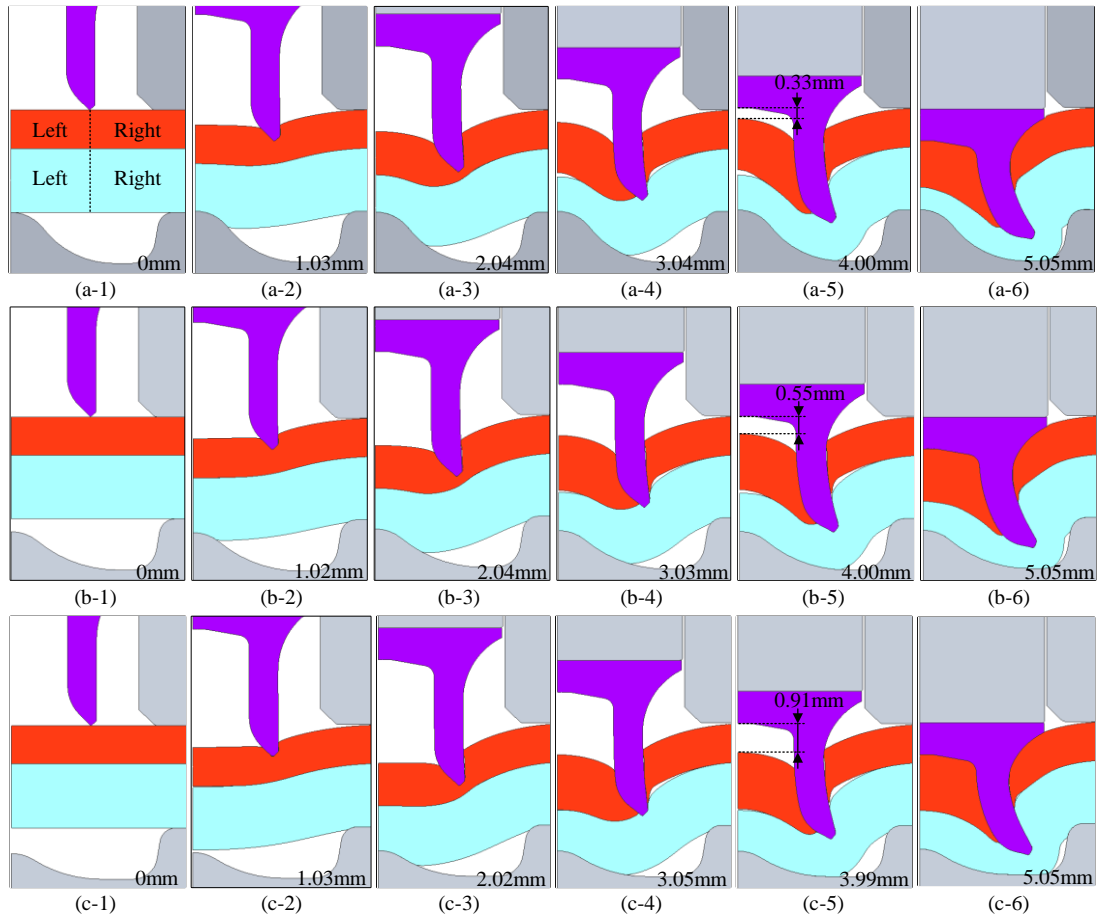 0.33mm
Left Right
Left Right
0mm 1.03mm 2.04mm 3.04mm 4.00mm 5.05mm
(a-1) (a-2) (a-3) (a-4) (a-5) (a-6)
0.55mm
0mm 1.02mm 2.04mm 3.03mm 4.00mm 5.05mm
(b-1) (b-2) (b-3) (b-4) (b-5) (b-6)
0.91mm
0mm 1.03mm 2.02mm 3.05mm 3.99mm 5.05mm
(c-1) (c-2) (c-3) (c-4) (c-5) (c-6)